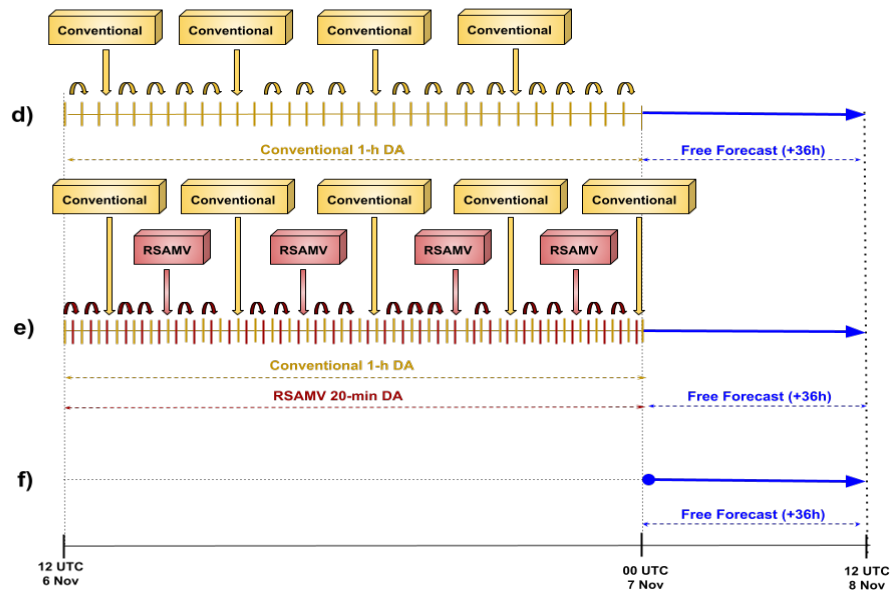 Conventional Conventional Conventional Conventional
d)
Conventional 1-h DA Free Forecast (+36h)
Conventional Conventional Conventional Conventional Conventional
RSAMV RSAMV RSAMV RSAMV
e)
Conventional 1-h DA
RSAMV 20-min DA Free Forecast (+36h)
f)
Free Forecast (+36h)
12 UTC 00 UTC 12 UTC
6 Nov 7 Nov 8 Nov